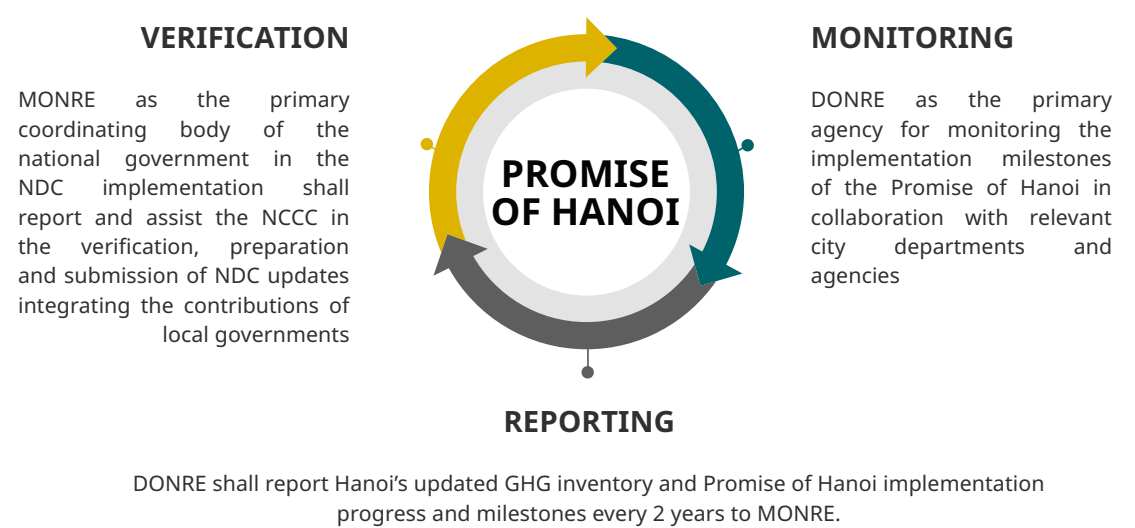 VERIFICATION
MONRE as the primary
coordinating body of the
national government in the
NDC implementation shall
report and assist the NCCC in
the verification, preparation
and submission of NDC updates
integrating the contributions of
local governments
PROMISE
OF HANOI
MONITORING
DONRE as the primary
agency for monitoring the
implementation milestones
of the Promise of Hanoi in
collaboration with relevant
city departments and
agencies
REPORTING
DONRE shall report Hanoi’s updated GHG inventory and Promise of Hanoi implementation
progress and milestones every 2 years to MONRE.